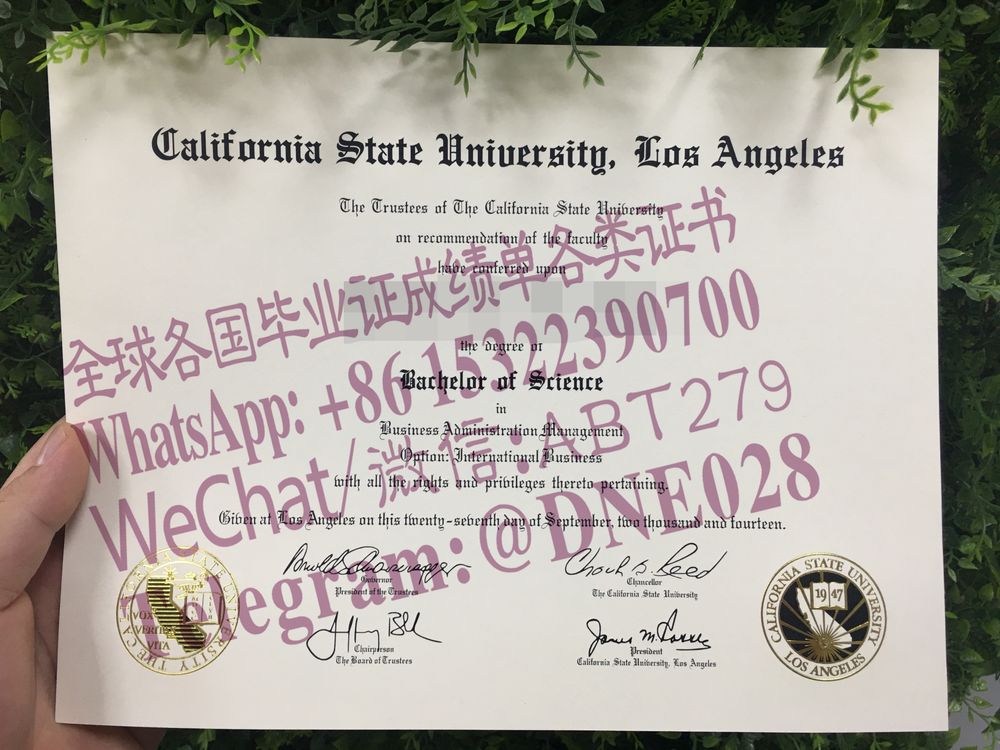 California State University, Los Angeles
The Trustees of The California State University
on recommendation of the faculty
have conferred upon
全球各国毕业证成绩单各类证书
the degree of
WhatsApp: +86 15322390700
Bachelor of Science
in
Business Administration Management
WeChat/微信:ABT279
Option: International Business
with all the rights and privileges thereto pertaining.
Telegram: @DNE028
Given at Los Angeles on this twenty-seventh day of September, two thousand and fourteen.
Governor
President of the Trustees
Chancellor
The California State University
Chairperson
The Board of Trustees
President
California State University, Los Angeles
VOX
VERITAS
VITA
CALIFORNIA STATE UNIVERSITY
1947
LOS ANGELES